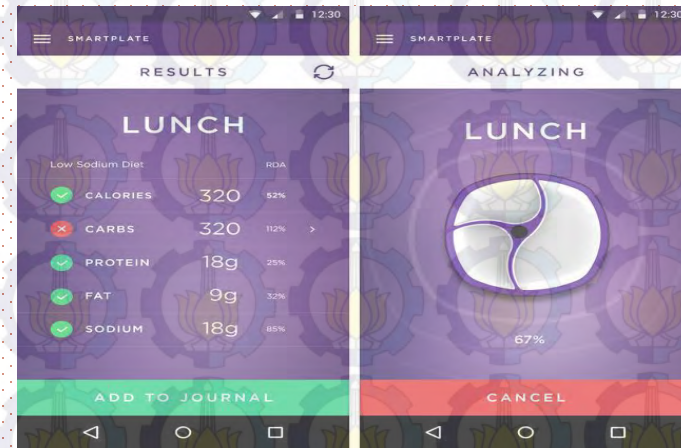 12:30
SMARTPLATE
RESULTS
LUNCH
Low Sodium Diet RDA
CALORIES 320 52%
CARBS 320 112% >
PROTEIN 18g 25%
FAT 9g 32%
SODIUM 18g 85%
ADD TO JOURNAL
12:30
SMARTPLATE
ANALYZING
LUNCH
67%
CANCEL